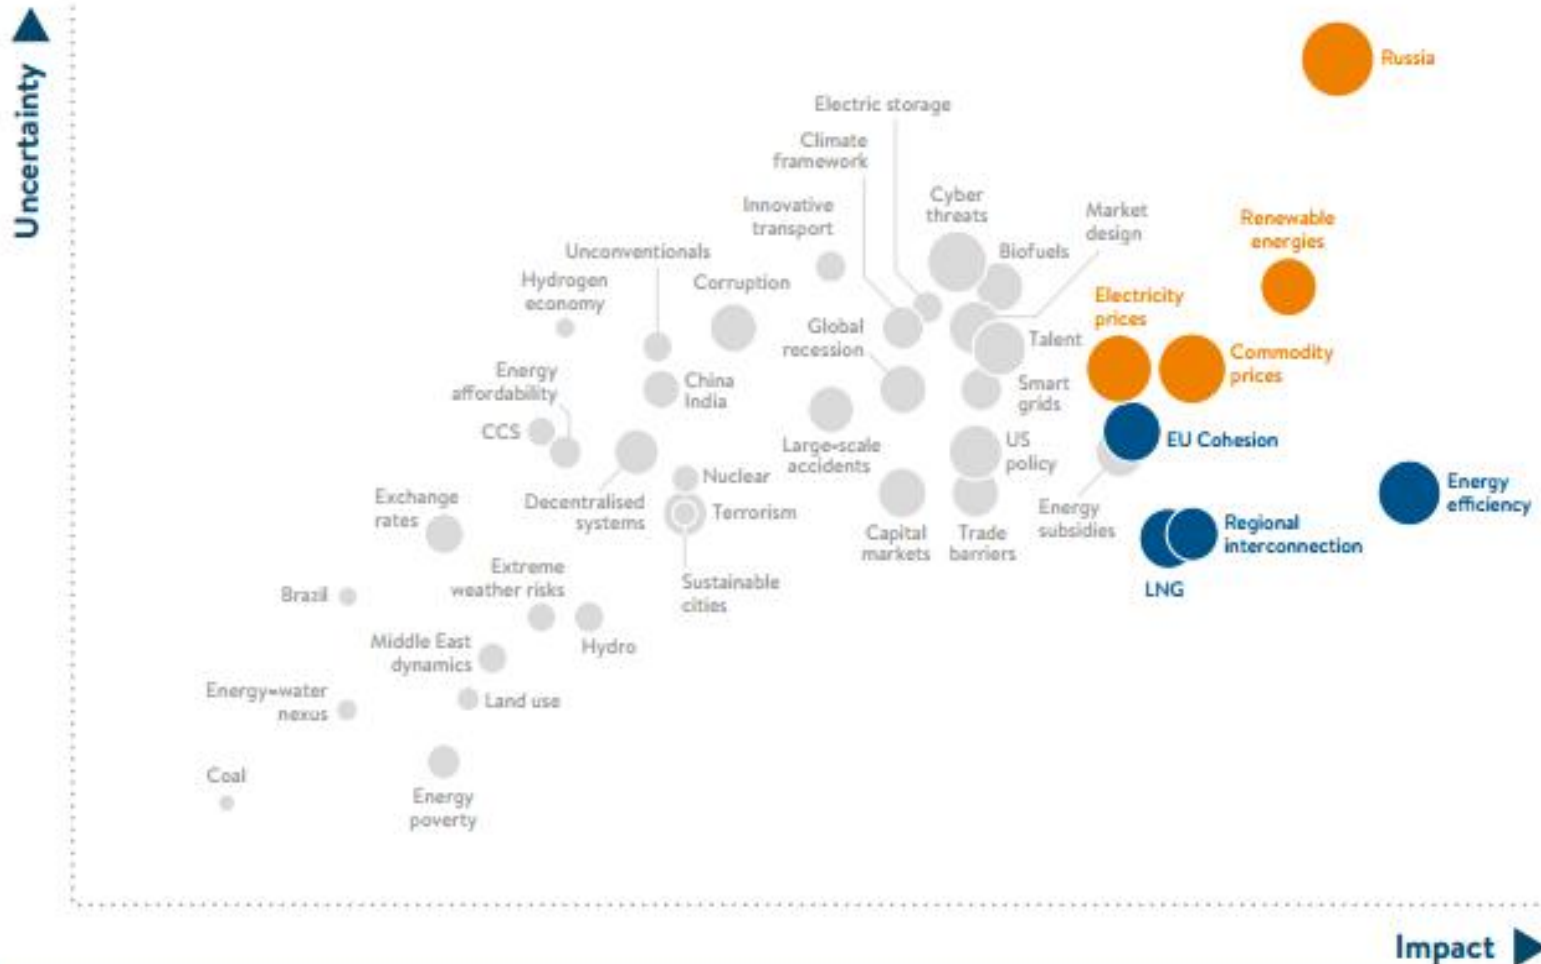 Uncertainty
Russia
Electric storage
Climate
framework
Cyber
threats
Innovative
transport
Market
design
Renewable
energies
Unconventionals
Biofuels
Hydrogen
economy
Corruption
Electricity
prices
Global
recession
Talent
Commodity
prices
Energy
affordability
China
India
Smart
grids
CCS
Large-scale
accidents
US
policy
EU Cohesion
Nuclear
Energy
efficiency
Exchange
rates
Decentralised
systems
Terrorism
Capital
markets
Trade
barriers
Energy
subsidies
Regional
interconnection
Extreme
weather risks
Sustainable
cities
LNG
Brazil
Hydro
Middle East
dynamics
Energy-water
nexus
Land use
Coal
Energy
poverty
Impact